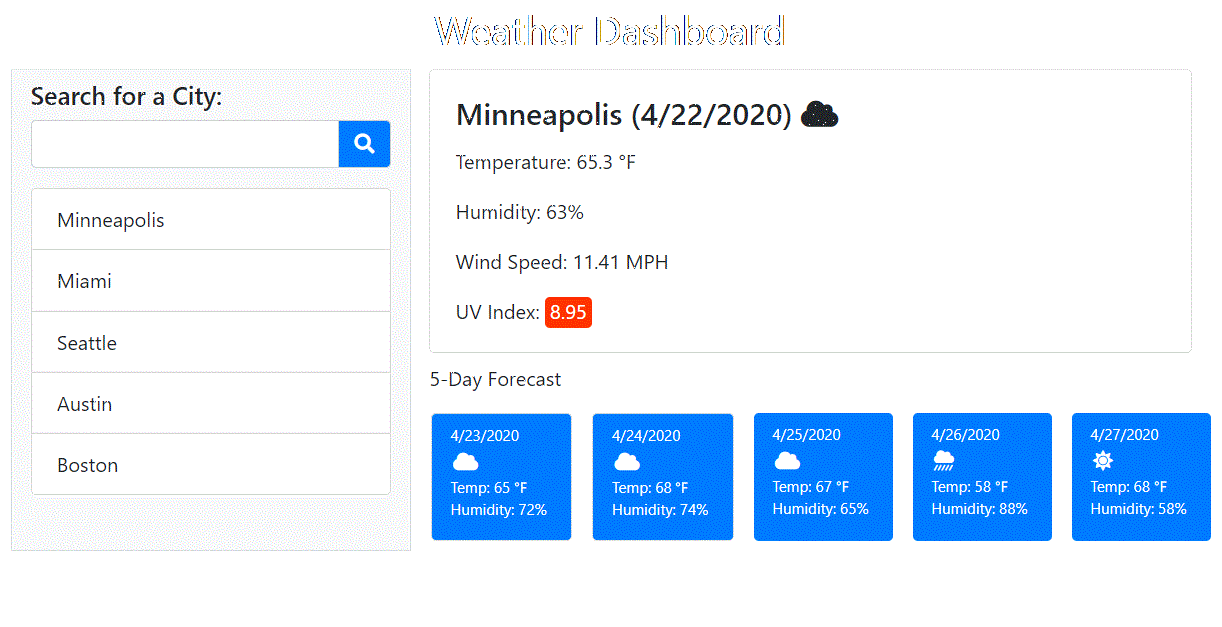 Weather Dashboard
Search for a City:
Minneapolis
Miami
Seattle
Austin
Boston
Minneapolis (4/22/2020)
Temperature: 65.3 °F
Humidity: 63%
Wind Speed: 11.41 MPH
UV Index: 8.95
5-Day Forecast
4/23/2020
Temp: 65 °F
Humidity: 72%
4/24/2020
Temp: 68 °F
Humidity: 74%
4/25/2020
Temp: 67 °F
Humidity: 65%
4/26/2020
Temp: 58 °F
Humidity: 88%
4/27/2020
Temp: 68 °F
Humidity: 58%